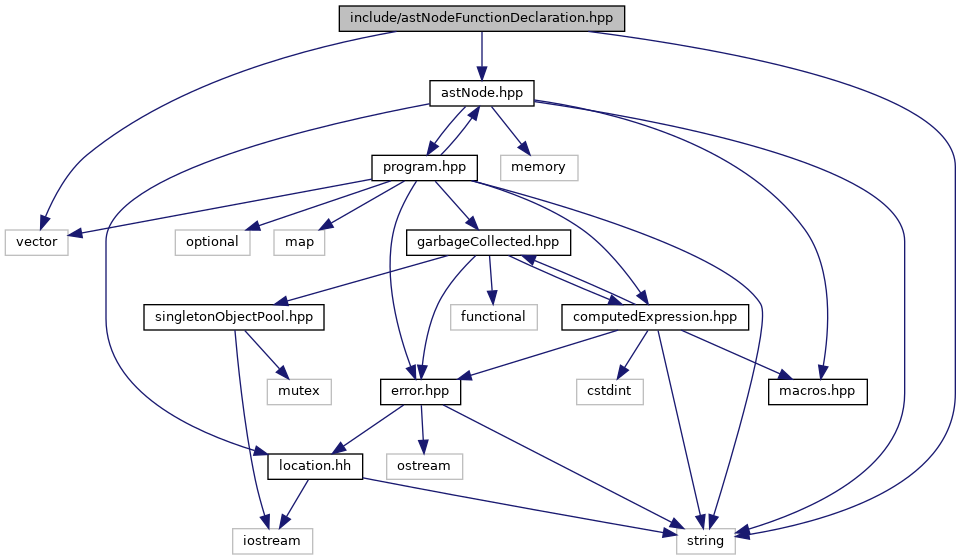 include/astNodeFunctionDeclaration.hpp
astNode.hpp
program.hpp
memory
vector
optional
map
garbageCollected.hpp
singletonObjectPool.hpp
functional
computedExpression.hpp
mutex
error.hpp
cstdint
macros.hpp
location.hh
ostream
iostream
string